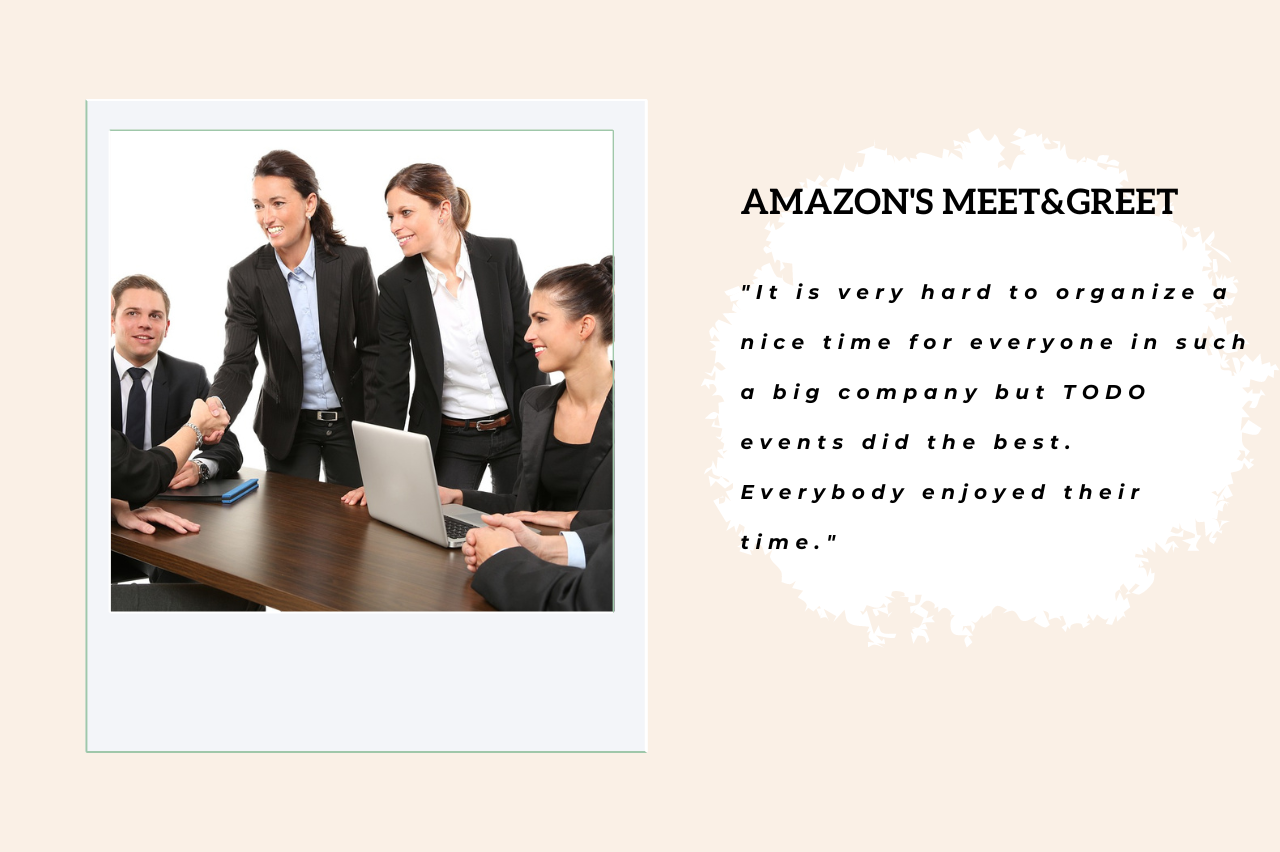 AMAZON'S MEET&GREET
"It is very hard to organize a
nice time for everyone in such
a big company but TODO
events did the best.
Everybody enjoyed their
time."